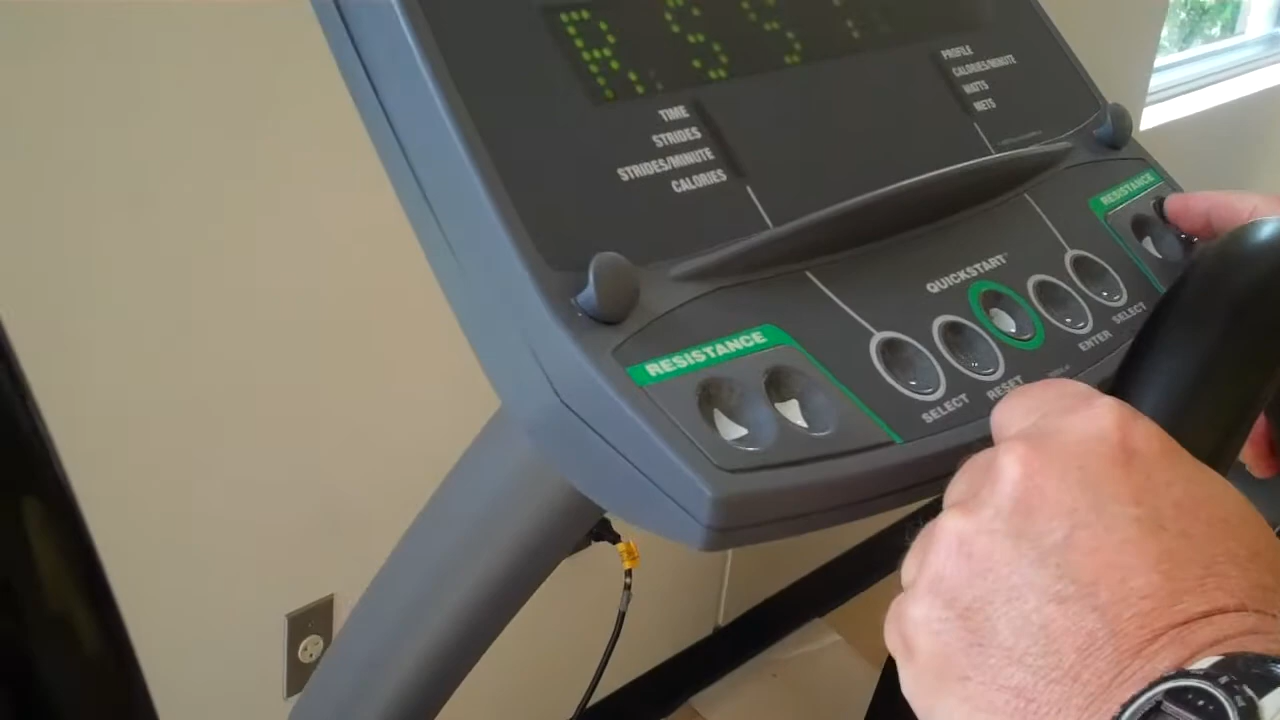 TIME
STRIDES
STRIDES/MINUTE
CALORIES
PROFILE
CALORIES/MINUTE
WATTS
METS
RESISTANCE
QUICKSTART
SELECT
RESET
ENTER
SELECT
RESISTANCE